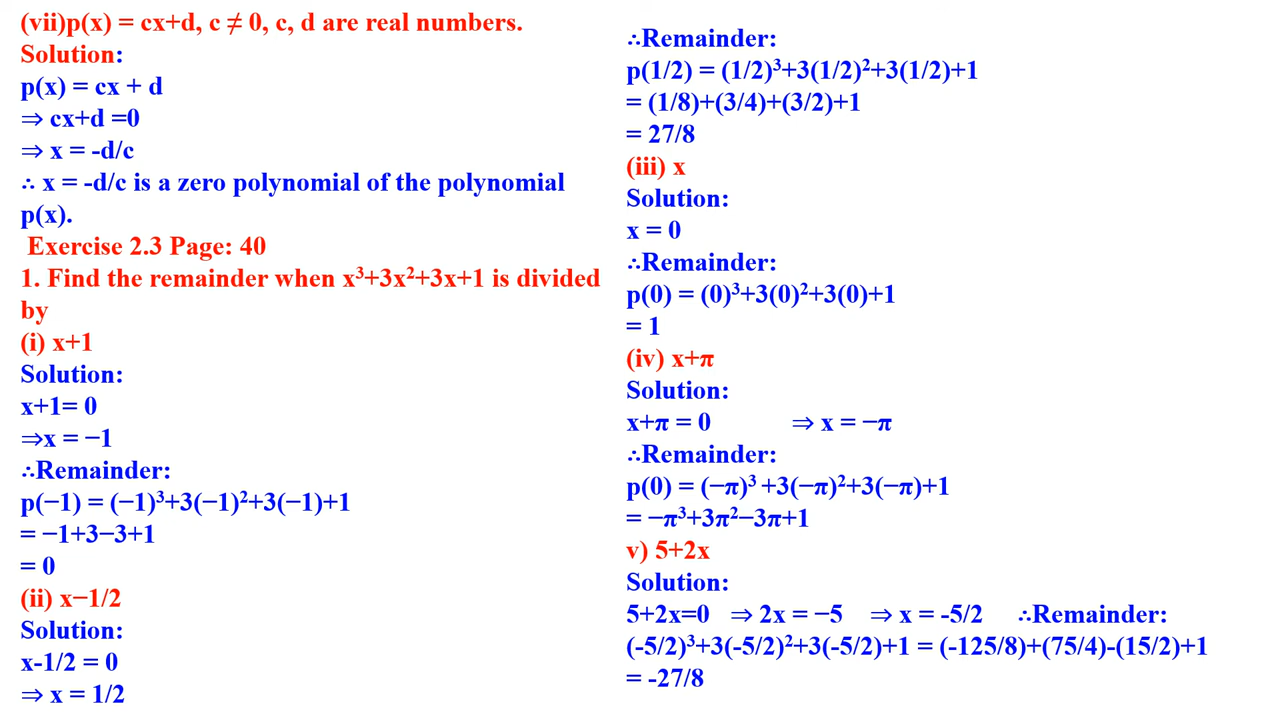 (vii)p(x) = cx+d, c ≠ 0, c, d are real numbers.
Solution:
p(x) = cx + d
⇒ cx+d =0
⇒ x = -d/c
∴ x = -d/c is a zero polynomial of the polynomial
p(x).
Exercise 2.3 Page: 40
1. Find the remainder when x³+3x²+3x+1 is divided
by
(i) x+1
Solution:
x+1= 0
⇒x = −1
∴Remainder:
p(−1) = (−1)³+3(−1)²+3(−1)+1
= −1+3−3+1
= 0
(ii) x−1/2
Solution:
x-1/2 = 0
⇒ x = 1/2
∴Remainder:
p(1/2) = (1/2)³+3(1/2)²+3(1/2)+1
= (1/8)+(3/4)+(3/2)+1
= 27/8
(iii) x
Solution:
x = 0
∴Remainder:
p(0) = (0)³+3(0)²+3(0)+1
= 1
(iv) x+π
Solution:
x+π = 0 ⇒ x = −π
∴Remainder:
p(0) = (−π)³ +3(−π)²+3(−π)+1
= −π³+3π²−3π+1
v) 5+2x
Solution:
5+2x=0 ⇒ 2x = −5 ⇒ x = -5/2 ∴Remainder:
(-5/2)³+3(-5/2)²+3(-5/2)+1 = (-125/8)+(75/4)-(15/2)+1
= -27/8